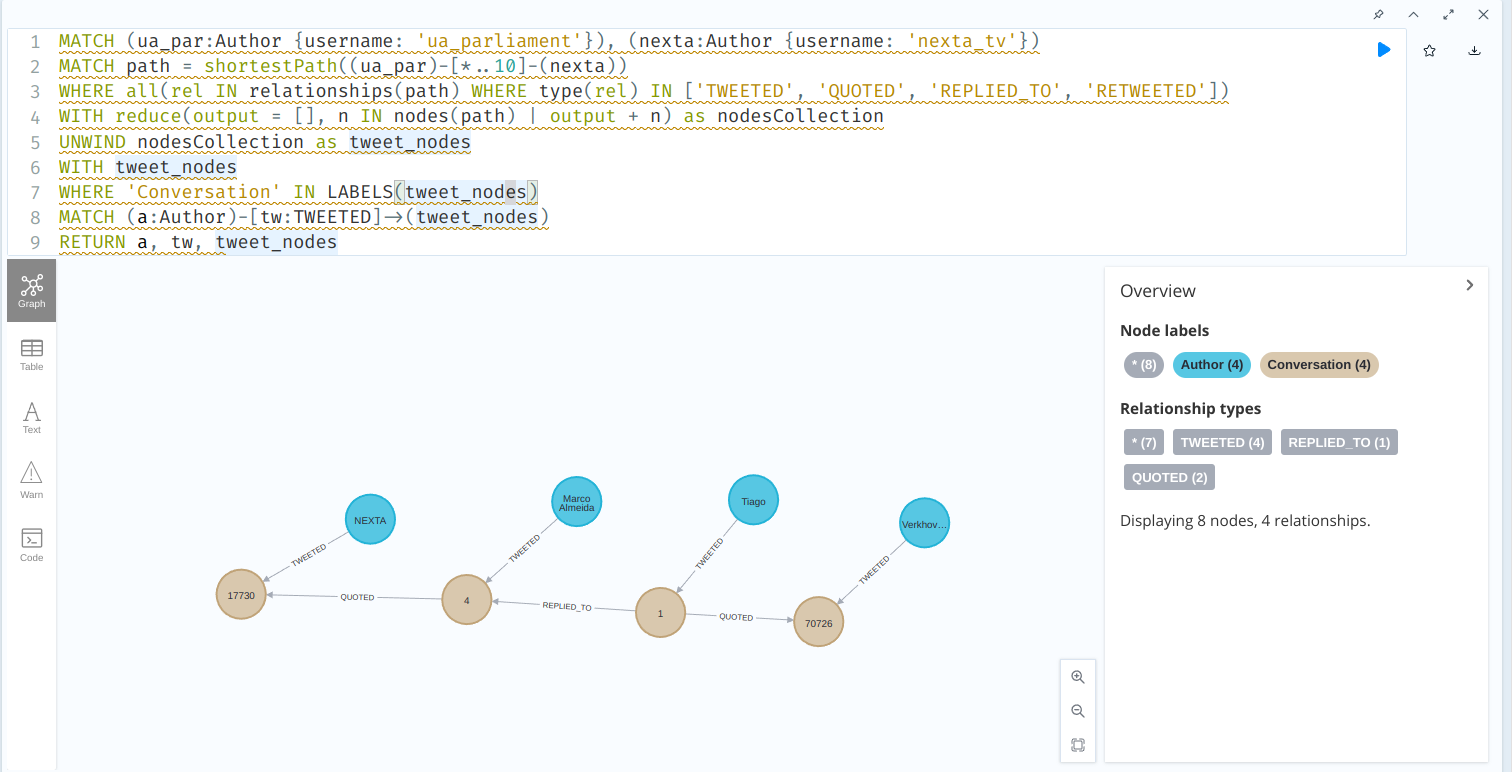 1 MATCH (ua_par:Author {username: 'ua_parliament'}), (nexta:Author {username: 'nexta_tv'})
2 MATCH path = shortestPath((ua_par)-[*..10]-(nexta))
3 WHERE all(rel IN relationships(path) WHERE type(rel) IN ['TWEETED', 'QUOTED', 'REPLIED_TO', 'RETWEETED'])
4 WITH reduce(output = [], n IN nodes(path) | output + n) as nodesCollection
5 UNWIND nodesCollection as tweet_nodes
6 WITH tweet_nodes
7 WHERE 'Conversation' IN LABELS(tweet_nodes)
8 MATCH (a:Author)-[tw:TWEETED]->(tweet_nodes)
9 RETURN a, tw, tweet_nodes
Graph
Table
Text
Warn
Code
NEXTA
Marco
Almeida
Tiago
Verkhov...
TWEETED
TWEETED
TWEETED
TWEETED
17730
QUOTED
4
REPLIED_TO
1
QUOTED
70726
Overview
Node labels
* (8) Author (4) Conversation (4)
Relationship types
* (7) TWEETED (4) REPLIED_TO (1)
QUOTED (2)
Displaying 8 nodes, 4 relationships.